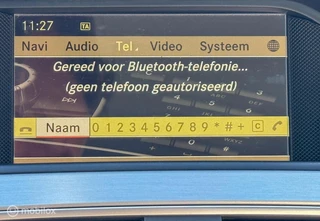 11:27 TA
Navi Audio Tel Video Systeem
Gereed voor Bluetooth-telefonie...
(geen telefoon geautoriseerd)
Naam 0 1 2 3 4 5 6 7 8 9 * # + C
mobilox